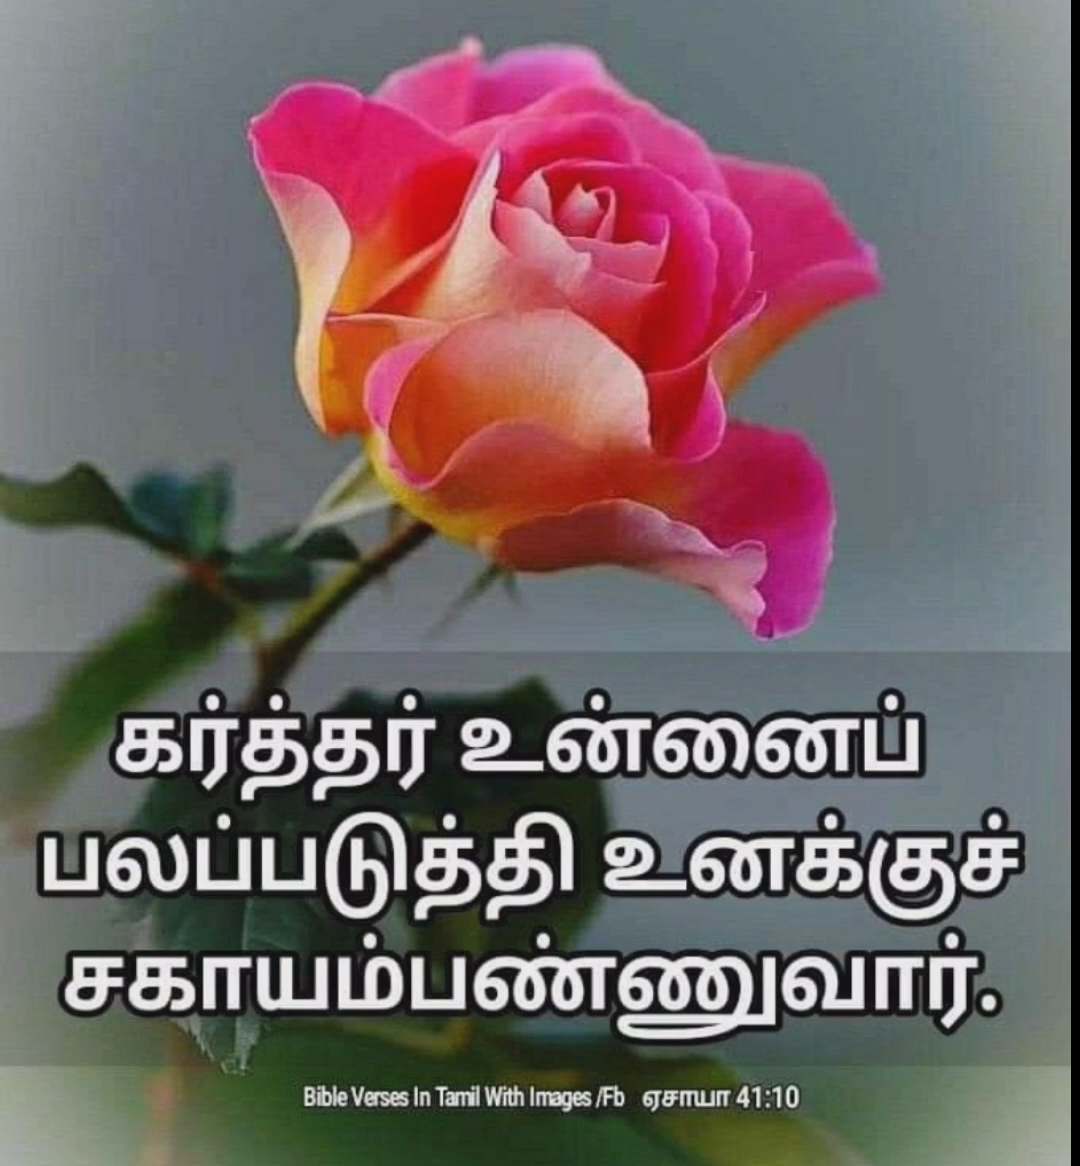 கர்த்தர் உன்னைப்
பலப்படுத்தி உனக்குச்
சகாயம்பண்ணுவார்.
Bible Verses In Tamil With Images /Fb ஏசாயா 41:10